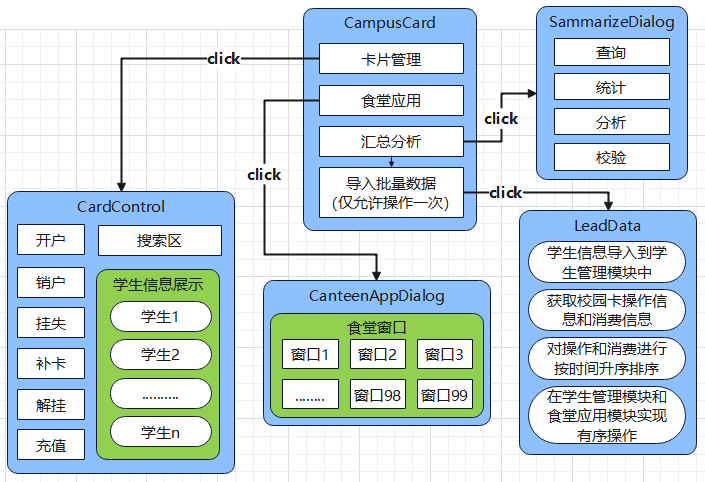 CampusCard
卡片管理
食堂应用
汇总分析
导入批量数据
(仅允许操作一次)
click
click
click
click
SammarizeDialog
查询
统计
分析
校验
CardControl
开户
搜索区
销户
挂失
补卡
解挂
充值
学生信息展示
学生1
学生2
..........
学生n
CanteenAppDialog
食堂窗口
窗口1
窗口2
窗口3
........
窗口98
窗口99
LeadData
学生信息导入到学
生管理模块中
获取校园卡操作信
息和消费信息
对操作和消费进行
按时间升序排序
在学生管理模块和
食堂应用模块实现
有序操作